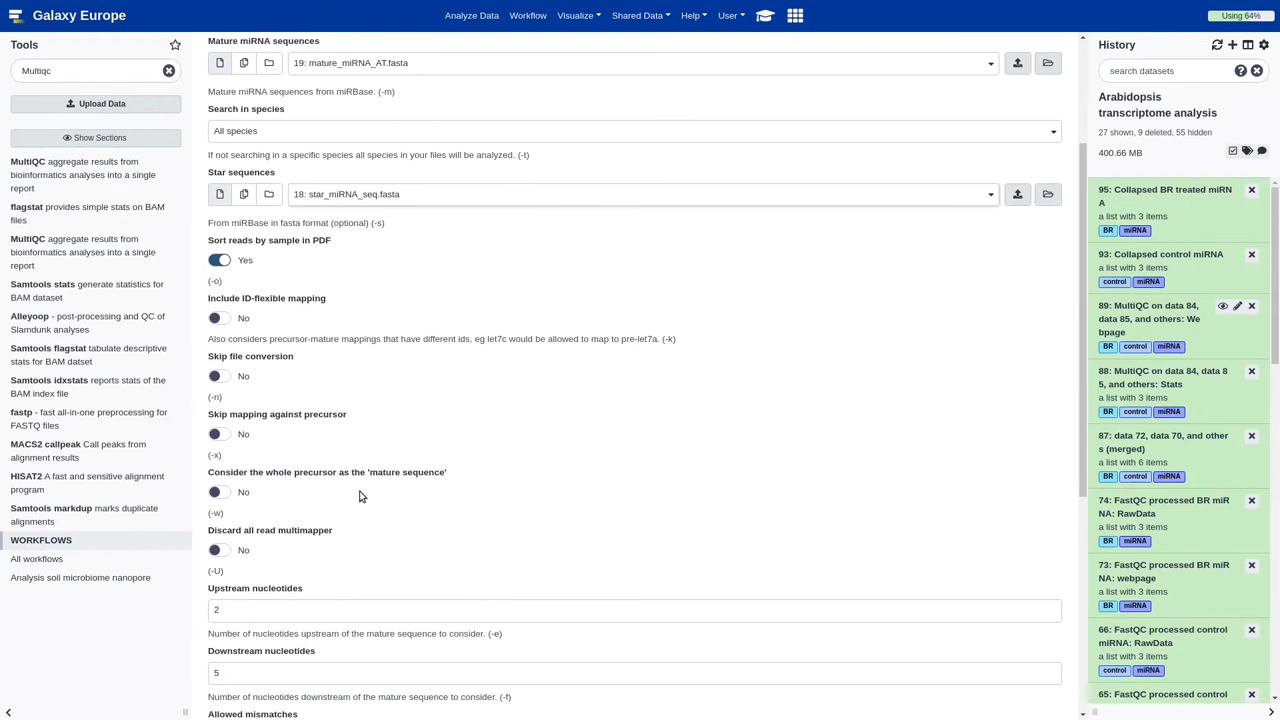 Galaxy Europe
Analyze Data
Workflow
Visualize
Shared Data
Help
User
Using 64%
Tools
Multiqc
Upload Data
Show Sections
MultiQC aggregate results from
bioinformatics analyses into a single
report
flagstat provides simple stats on BAM
files
MultiQC aggregate results from
bioinformatics analyses into a single
report
Samtools stats generate statistics for
BAM dataset
Alleyoop - post-processing and QC of
Slamdunk analyses
Samtools flagstat tabulate descriptive
stats for BAM datset
Samtools idxstats reports stats of the
BAM index file
fastp - fast all-in-one preprocessing for
FASTQ files
MACS2 callpeak Call peaks from
alignment results
HISAT2 A fast and sensitive alignment
program
Samtools markdup marks duplicate
alignments
WORKFLOWS
All workflows
Analysis soil microbiome nanopore
Mature miRNA sequences
19: mature_miRNA_AT.fasta
Mature miRNA sequences from miRBase. (-m)
Search in species
All species
If not searching in a specific species all species in your files will be analyzed. (-t)
Star sequences
18: star_miRNA_seq.fasta
From miRBase in fasta format (optional) (-s)
Sort reads by sample in PDF
Yes
(-o)
Include ID-flexible mapping
No
Also considers precursor-mature mappings that have different ids, eg let7c would be allowed to map to pre-let7a. (-k)
Skip file conversion
No
(-n)
Skip mapping against precursor
No
(-x)
Consider the whole precursor as the 'mature sequence'
No
(-w)
Discard all read multimapper
No
(-U)
Upstream nucleotides
2
Number of nucleotides upstream of the mature sequence to consider. (-e)
Downstream nucleotides
5
Number of nucleotides downstream of the mature sequence to consider. (-f)
Allowed mismatches
History
search datasets
Arabidopsis
transcriptome analysis
27 shown, 9 deleted, 55 hidden
400.66 MB
95: Collapsed BR treated miRN
A
a list with 3 items
BR miRNA
93: Collapsed control miRNA
a list with 3 items
control miRNA
89: MultiQC on data 84,
data 85, and others: We
bpage
BR control miRNA
88: MultiQC on data 84, data 8
5, and others: Stats
a list with 3 items
BR control miRNA
87: data 72, data 70, and other
s (merged)
a list with 6 items
BR control miRNA
74: FastQC processed BR miR
NA: RawData
a list with 3 items
BR miRNA
73: FastQC processed BR miR
NA: webpage
a list with 3 items
BR miRNA
66: FastQC processed control
miRNA: RawData
a list with 3 items
control miRNA
65: FastQC processed control